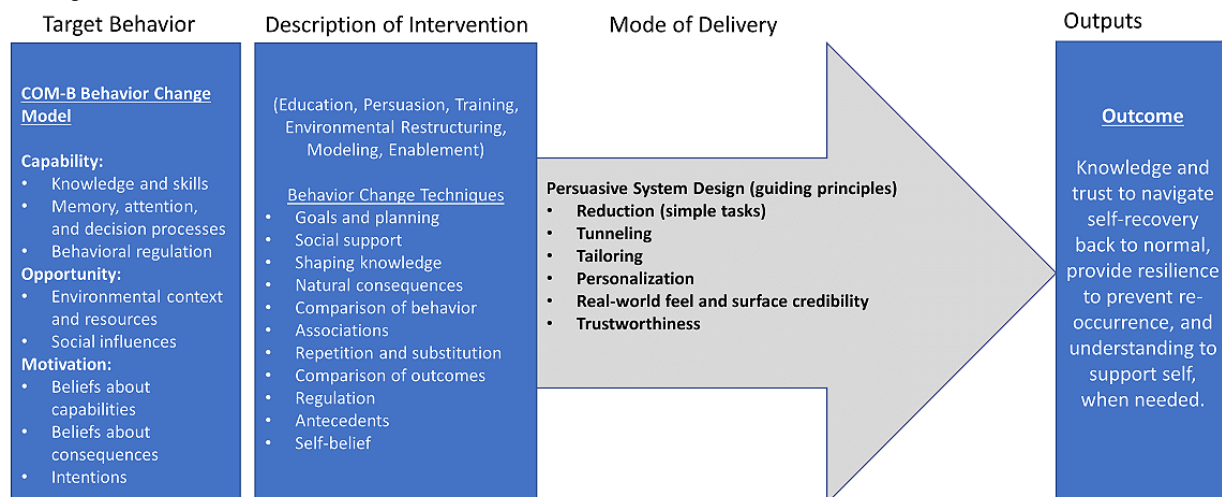 Target Behavior
COM-B Behavior Change
Model
Capability:
• Knowledge and skills
• Memory, attention,
and decision processes
• Behavioral regulation
Opportunity:
• Environmental context
and resources
• Social influences
Motivation:
• Beliefs about
capabilities
• Beliefs about
consequences
• Intentions
Description of Intervention
(Education, Persuasion, Training,
Environmental Restructuring,
Modeling, Enablement)
Behavior Change Techniques
• Goals and planning
• Social support
• Shaping knowledge
• Natural consequences
• Comparison of behavior
• Associations
• Repetition and substitution
• Comparison of outcomes
• Regulation
• Antecedents
• Self-belief
Mode of Delivery
Persuasive System Design (guiding principles)
• Reduction (simple tasks)
• Tunneling
• Tailoring
• Personalization
• Real-world feel and surface credibility
• Trustworthiness
Outputs
Outcome
Knowledge and
trust to navigate
self-recovery
back to normal,
provide resilience
to prevent re-
occurrence, and
understanding to
support self,
when needed.